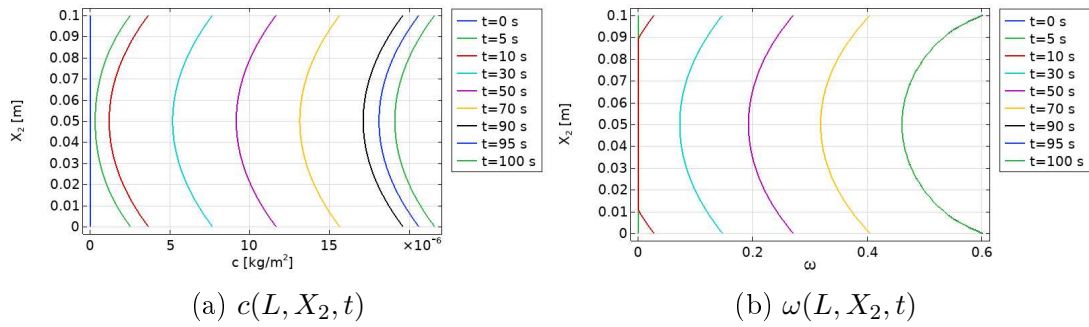 0.1
0.09
0.08
0.07
0.06
0.05
0.04
0.03
0.02
0.01
0
X₂ [m]
0 5 10 15 ×10⁻⁶
c [kg/m²]
t=0 s
t=5 s
t=10 s
t=30 s
t=50 s
t=70 s
t=90 s
t=95 s
t=100 s
(a) c(L, X₂, t)
0.1
0.09
0.08
0.07
0.06
0.05
0.04
0.03
0.02
0.01
0
X₂ [m]
0 0.2 0.4 0.6
ω
t=0 s
t=5 s
t=10 s
t=30 s
t=50 s
t=70 s
t=90 s
t=95 s
t=100 s
(b) ω(L, X₂, t)